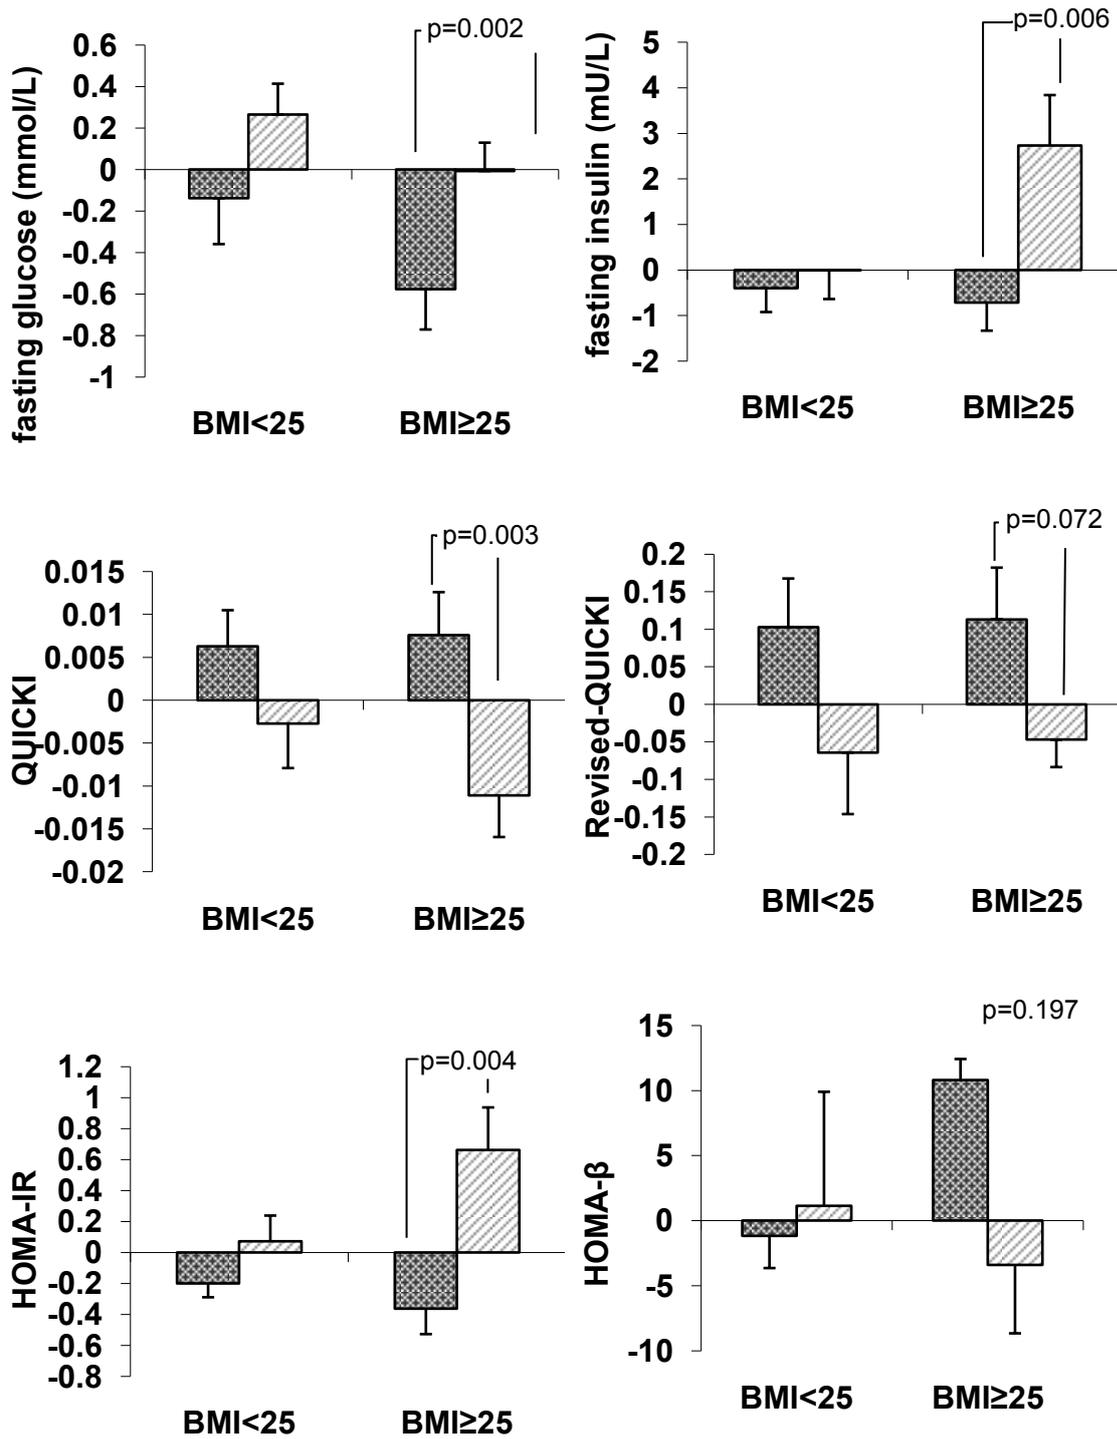 p=0.002
fasting glucose (mmol/L)
0.6
0.4
0.2
0
-0.2
-0.4
-0.6
-0.8
-1
BMI<25 BMI≥25
p=0.006
fasting insulin (mU/L)
5
4
3
2
1
0
-1
-2
BMI<25 BMI≥25
p=0.003
QUICKI
0.015
0.01
0.005
0
-0.005
-0.01
-0.015
-0.02
BMI<25 BMI≥25
p=0.072
Revised-QUICKI
0.2
0.15
0.1
0.05
0
-0.05
-0.1
-0.15
-0.2
BMI<25 BMI≥25
p=0.004
HOMA-IR
1.2
1
0.8
0.6
0.4
0.2
0
-0.2
-0.4
-0.6
-0.8
BMI<25 BMI≥25
p=0.197
HOMA-β
15
10
5
0
-5
-10
BMI<25 BMI≥25